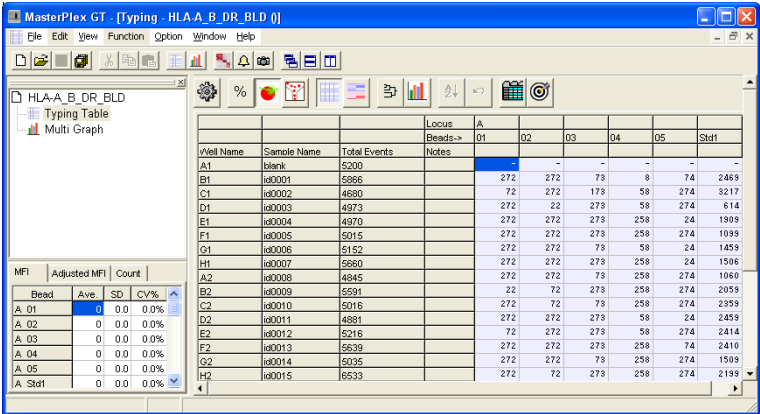 MasterPlex GT - [Typing - HLA-A_B_DR_BLD ()]
File Edit View Function Option Window Help
HLA-A_B_DR_BLD
Typing Table
Multi Graph
%
Locus A
Beads-> 01 02 03 04 05 Std1
Well Name Sample Name Total Events Notes
A1 blank 5200 - - - - - -
B1 id0001 5866 272 272 73 8 74 2469
C1 id0002 4680 72 272 173 58 274 3217
D1 id0003 4973 272 22 273 58 274 614
E1 id0004 4970 272 272 273 258 24 1909
F1 id0005 5015 272 272 273 258 274 1099
G1 id0006 5152 272 272 73 58 24 1459
H1 id0007 5660 272 272 73 258 24 1506
A2 id0008 4845 272 272 273 258 274 1060
B2 id0009 5591 22 72 273 258 274 2059
C2 id0010 5016 272 72 73 258 274 2359
D2 id0011 4881 272 272 273 58 24 2459
E2 id0012 5216 72 272 273 58 274 2414
F2 id0013 5639 272 272 273 258 74 2410
G2 id0014 5035 272 272 73 258 274 1509
H2 id0015 6533 272 72 273 258 274 2199
MFI Adjusted MFI Count
Bead Ave. SD CV%
A 01 0 0.0 0.0%
A 02 0 0.0 0.0%
A 03 0 0.0 0.0%
A 04 0 0.0 0.0%
A 05 0 0.0 0.0%
A Std1 0 0.0 0.0%